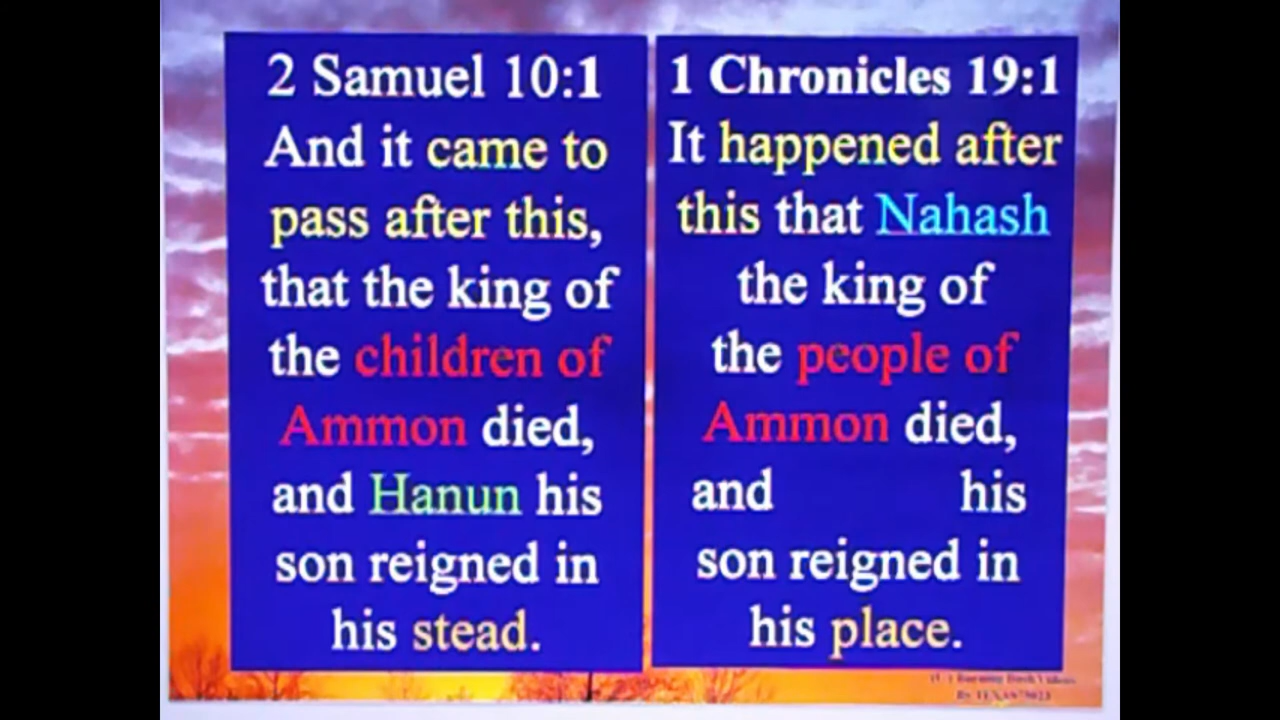 2 Samuel 10:1
And it came to
pass after this,
that the king of
the children of
Ammon died,
and Hanun his
son reigned in
his stead.
1 Chronicles 19:1
It happened after
this that Nahash
the king of
the people of
Ammon died,
and his
son reigned in
his place.